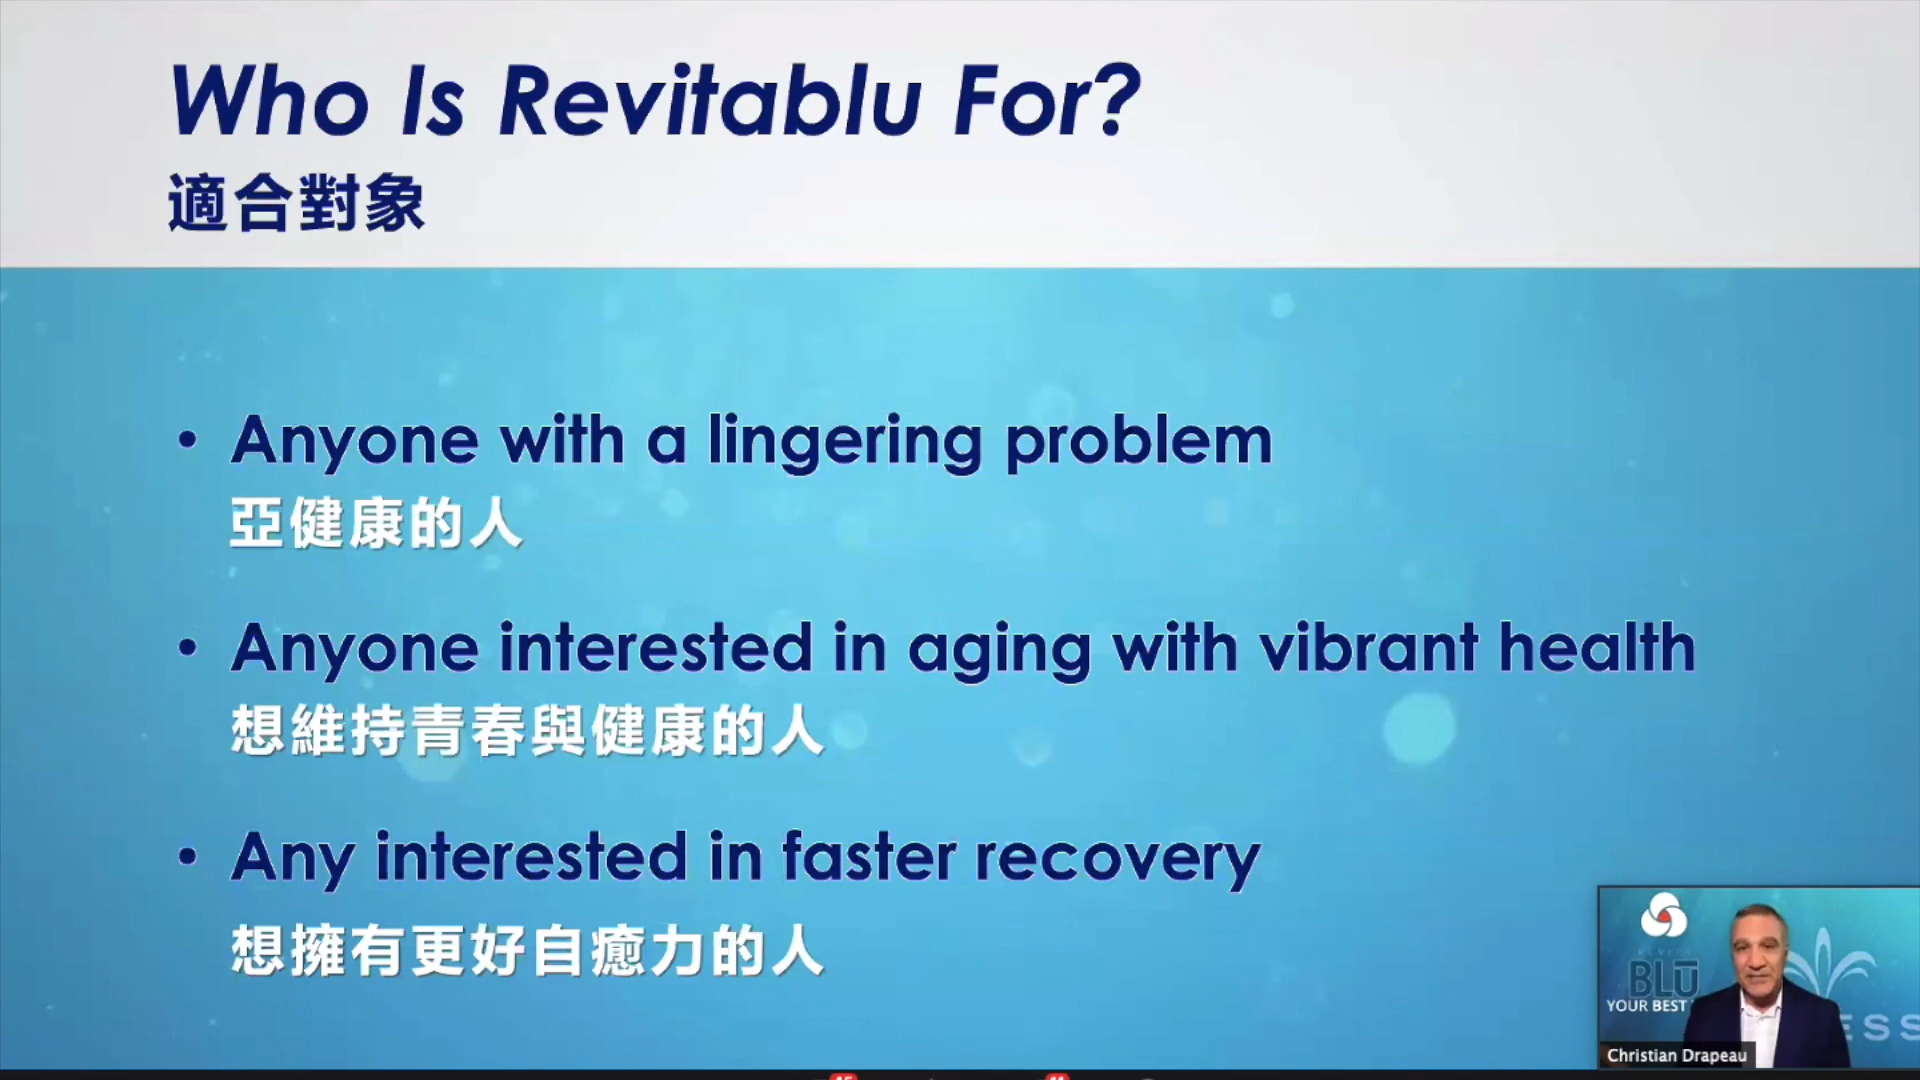 Who Is Revitablu For?
適合對象
• Anyone with a lingering problem
亞健康的人
• Anyone interested in aging with vibrant health
想維持青春與健康的人
• Any interested in faster recovery
想擁有更好自癒力的人
BLŪ
YOUR BEST
ESS
Christian Drapeau